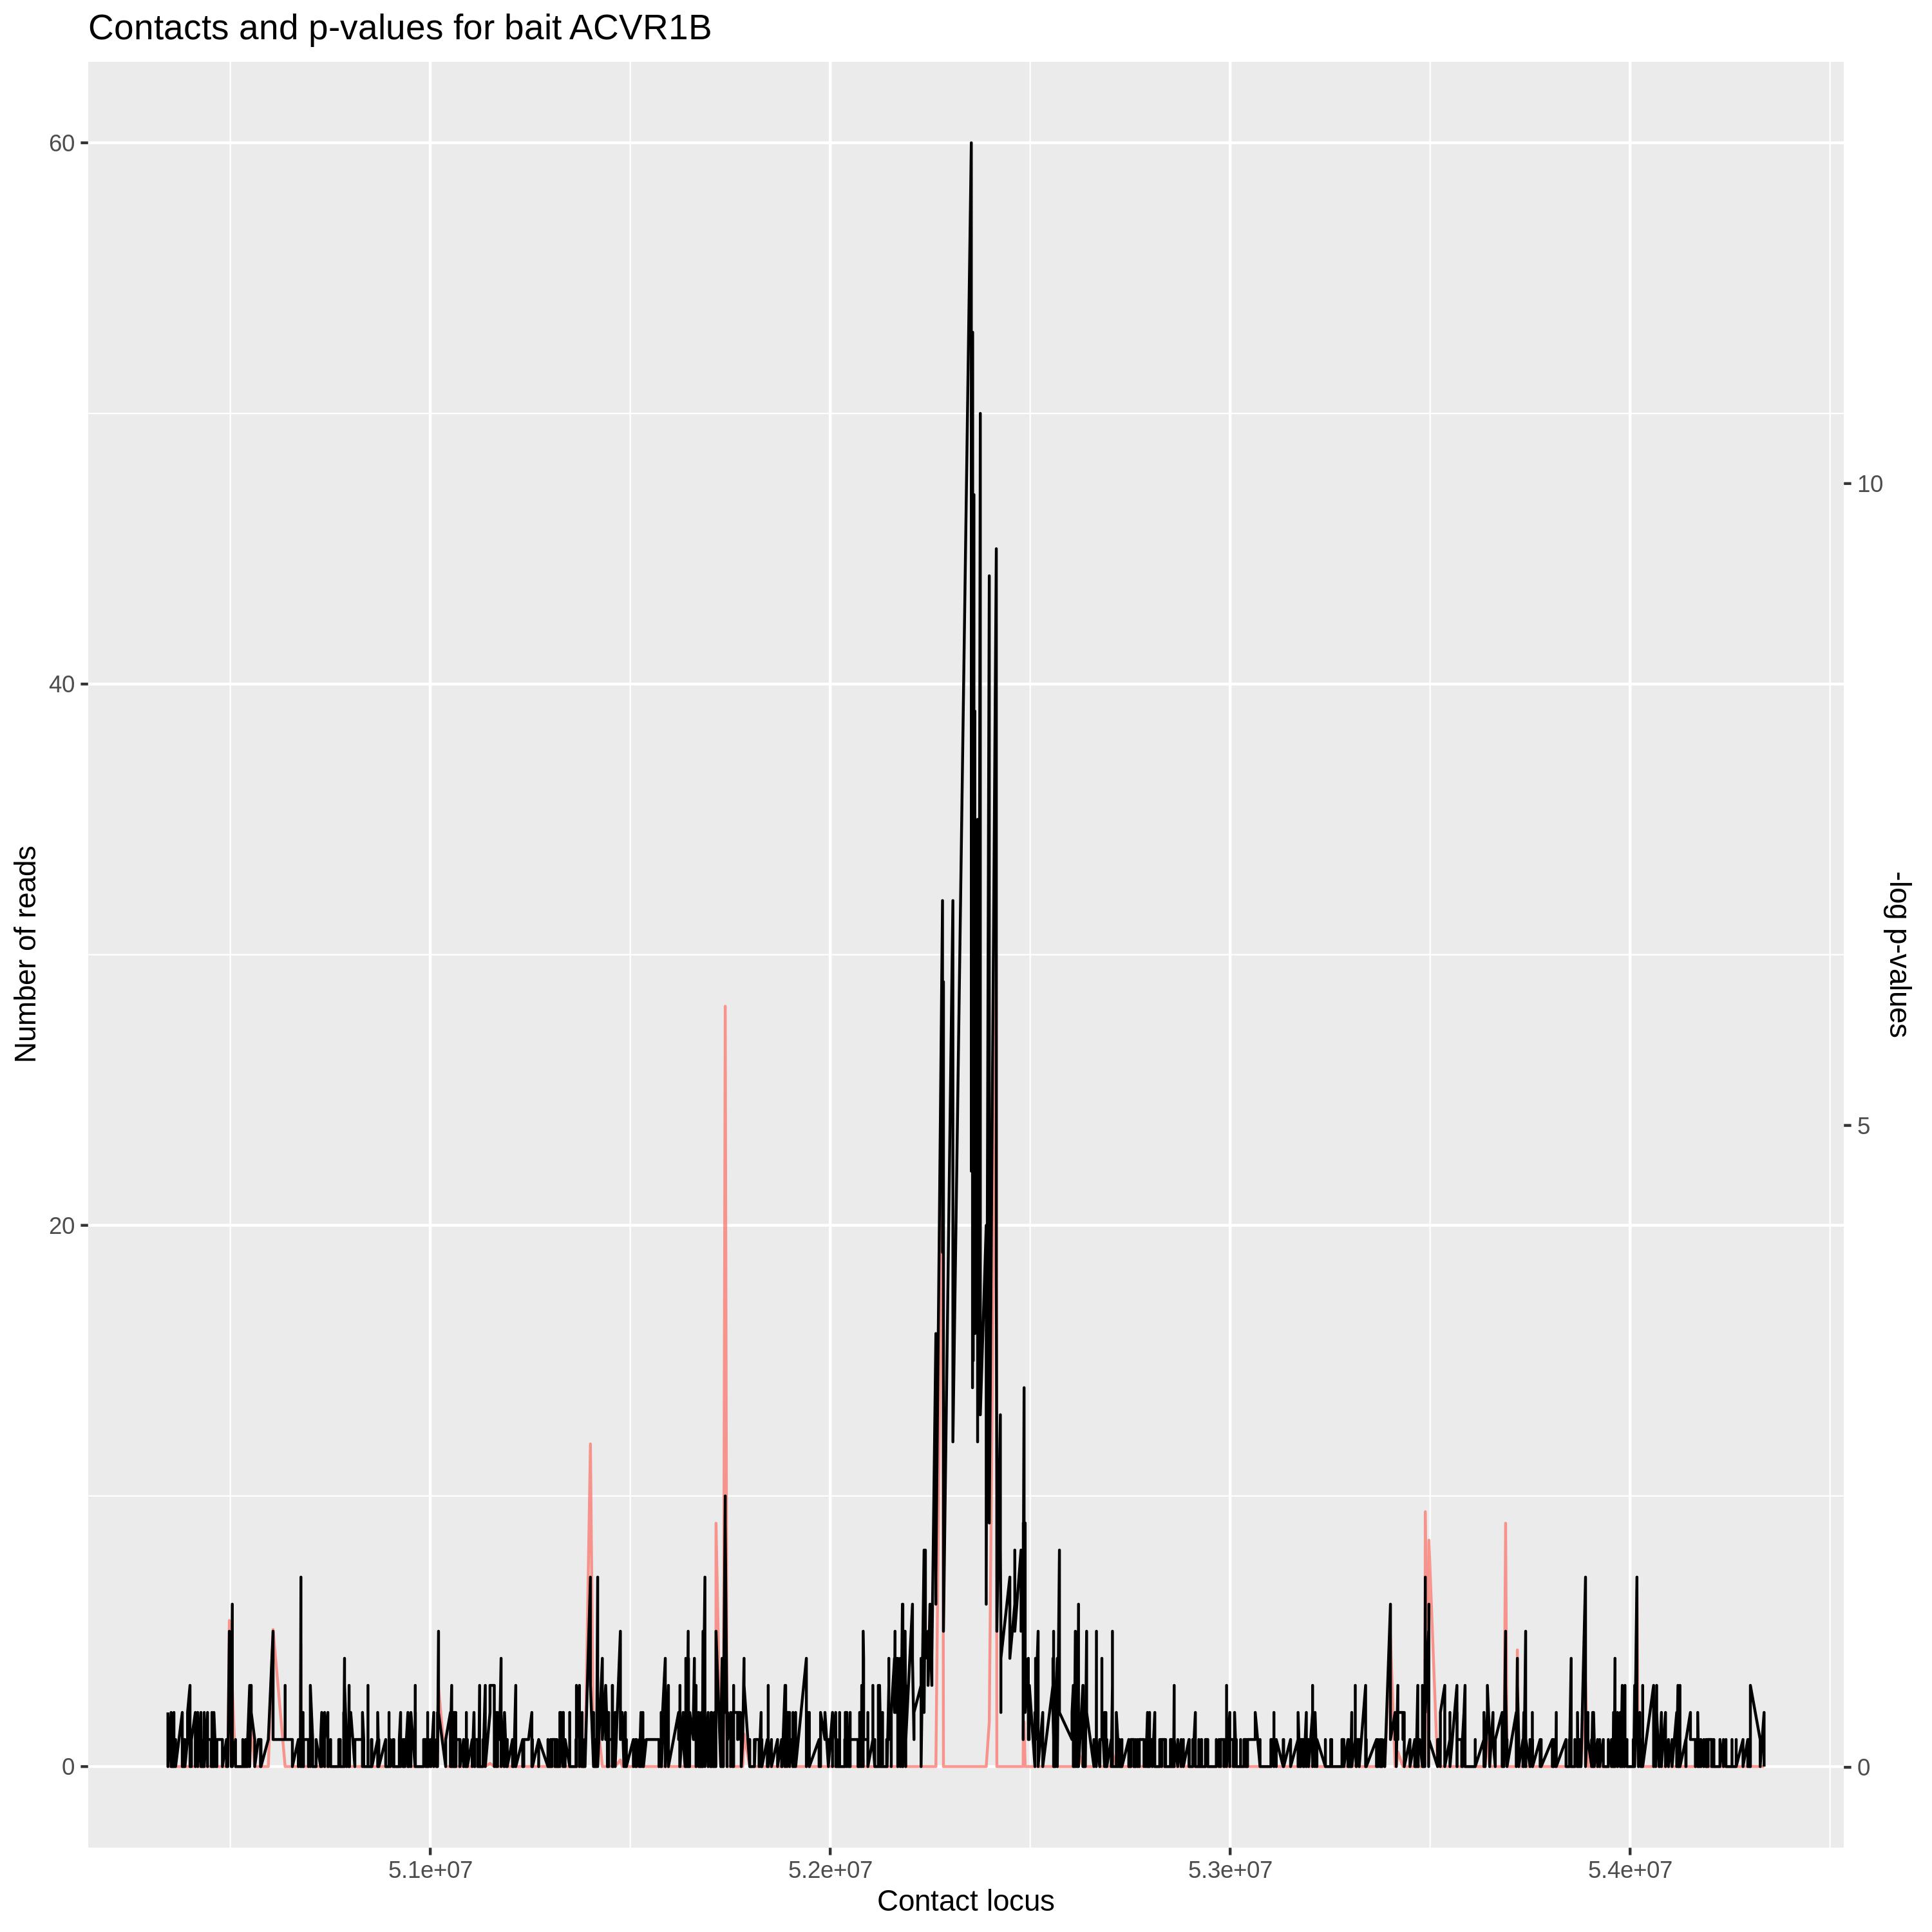 Contacts and p-values for bait ACVR1B
60
40
20
0
Number of reads
10
5
0
-log p-values
5.1e+07
5.2e+07
5.3e+07
5.4e+07
Contact locus